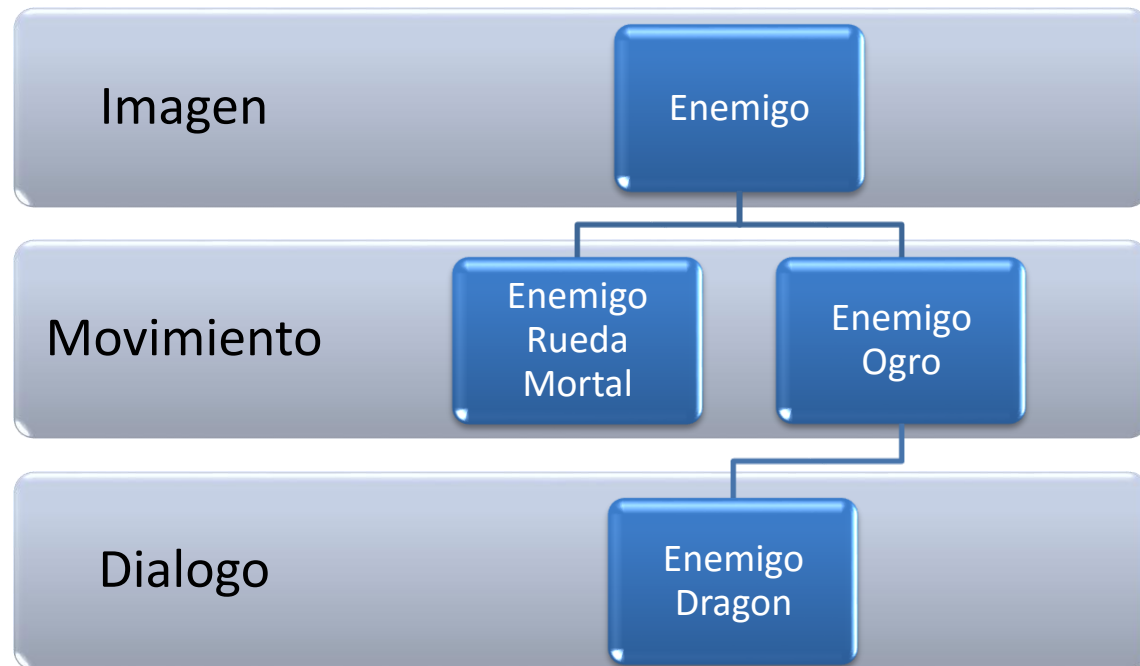 Imagen
Enemigo
Movimiento
Enemigo
Rueda
Mortal
Enemigo
Ogro
Dialogo
Enemigo
Dragon